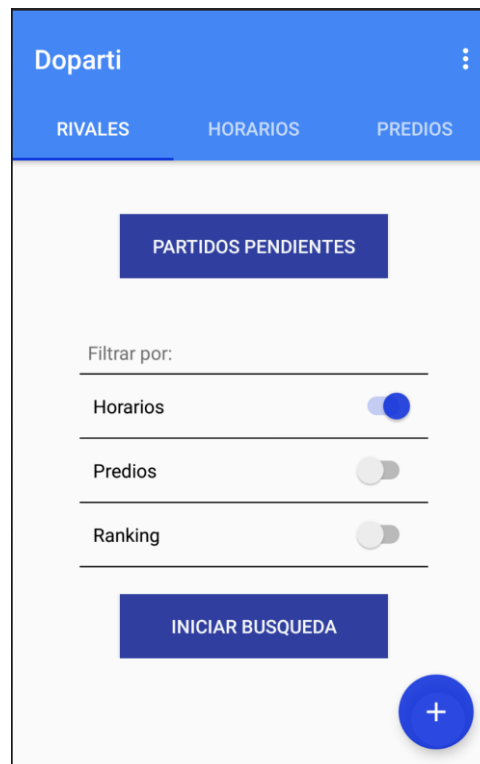 Doparti
RIVALES HORARIOS PREDIOS
PARTIDOS PENDIENTES
Filtrar por:
Horarios
Predios
Ranking
INICIAR BUSQUEDA
+